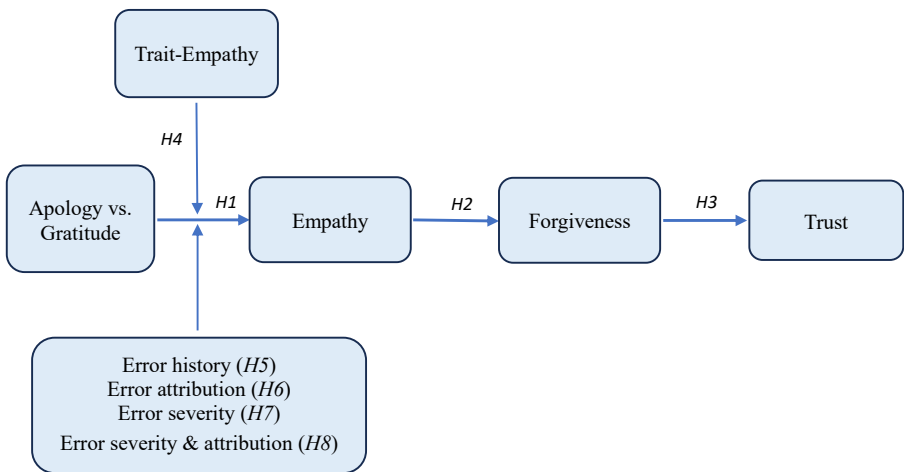 Trait-Empathy
H4
Apology vs.
Gratitude
H1
Empathy
H2
Forgiveness
H3
Trust
Error history (H5)
Error attribution (H6)
Error severity (H7)
Error severity & attribution (H8)